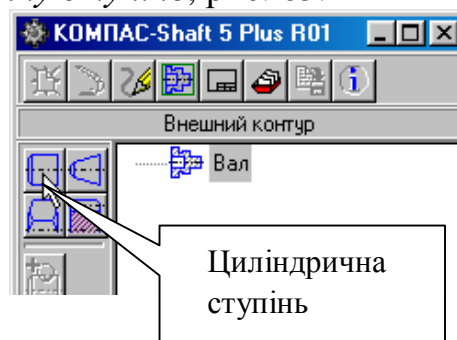 КОМПАС-Shaft 5 Plus R01
Внешний контур
Вал
Циліндрична
ступінь